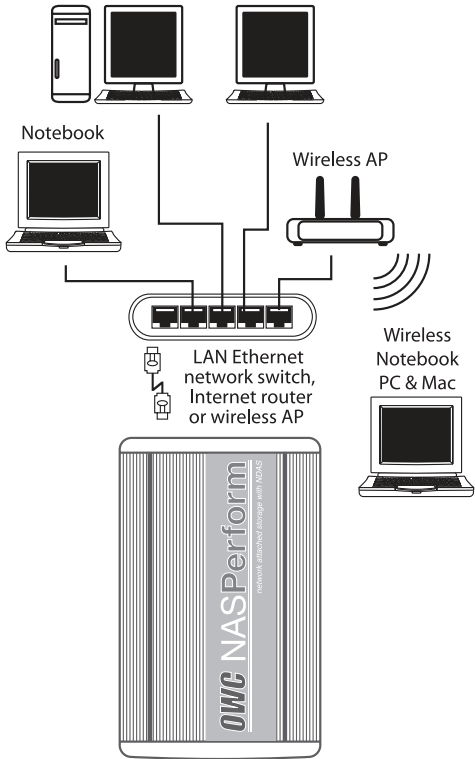 Notebook
Wireless AP
LAN Ethernet
network switch,
Internet router
or wireless AP
Wireless
Notebook
PC & Mac
OWC NASPerform
network attached storage with NDAS